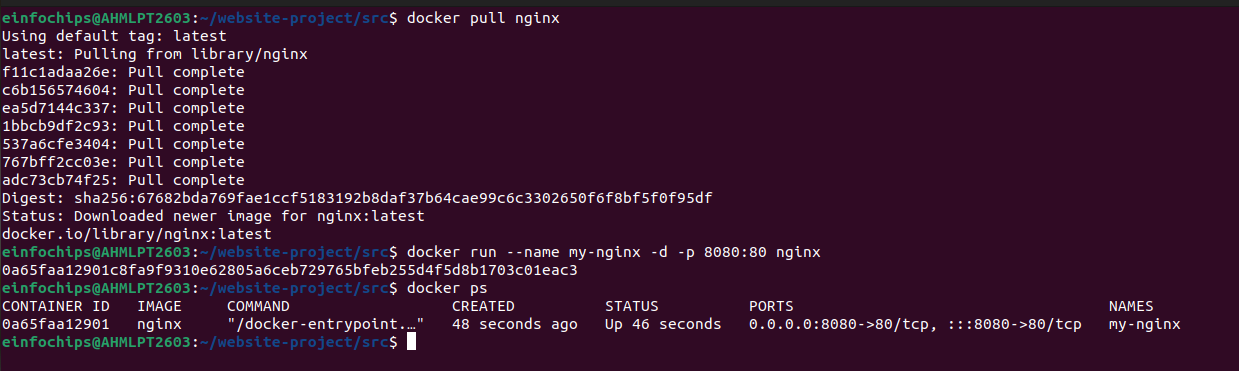 einfochips@AHMLPT2603:~/website-project/src$ docker pull nginx
Using default tag: latest
latest: Pulling from library/nginx
f11c1adaa26e: Pull complete
c6b156574604: Pull complete
ea5d7144c337: Pull complete
1bbcb9df2c93: Pull complete
537a6cfe3404: Pull complete
767bff2cc03e: Pull complete
adc73cb74f25: Pull complete
Digest: sha256:67682bda769fae1ccf5183192b8daf37b64cae99c6c3302650f6f8bf5f0f95df
Status: Downloaded newer image for nginx:latest
docker.io/library/nginx:latest
einfochips@AHMLPT2603:~/website-project/src$ docker run --name my-nginx -d -p 8080:80 nginx
0a65faa12901c8fa9f9310e62805a6ceb729765bfeb255d4f5d8b1703c01eac3
einfochips@AHMLPT2603:~/website-project/src$ docker ps
CONTAINER ID   IMAGE     COMMAND                  CREATED          STATUS          PORTS                                   NAMES
0a65faa12901   nginx     "/docker-entrypoint.…"   48 seconds ago   Up 46 seconds   0.0.0.0:8080->80/tcp, :::8080->80/tcp   my-nginx
einfochips@AHMLPT2603:~/website-project/src$